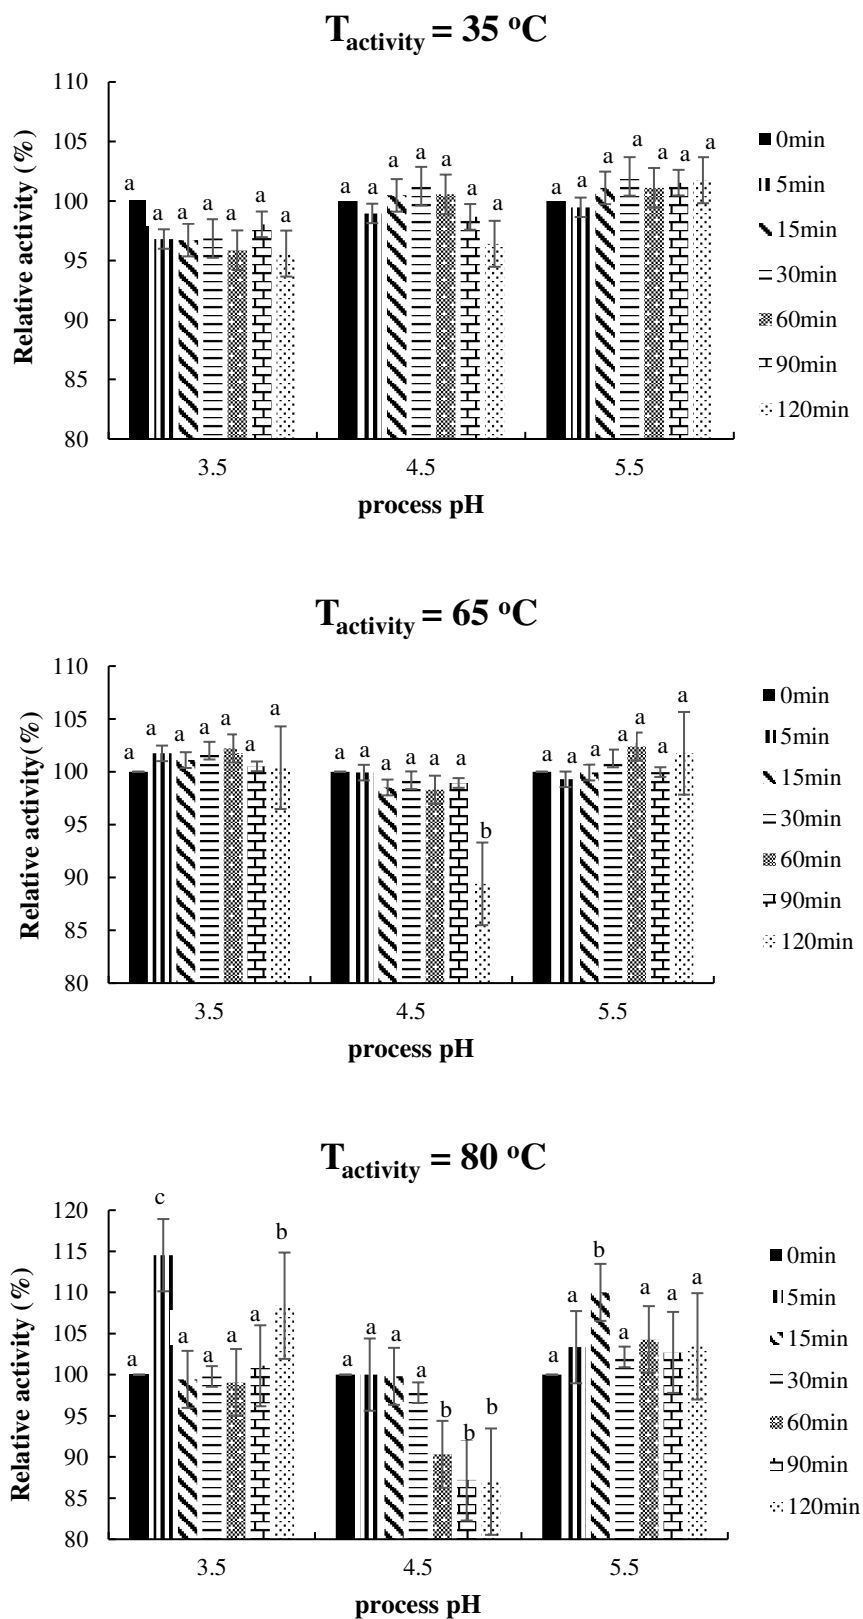 T_activity = 35 ºC
110
105
100
95
90
85
80
Relative activity (%)
a a a a a a a a a a a a a a a a a a a a a
3.5 4.5 5.5
process pH
0min
5min
15min
30min
60min
90min
120min
T_activity = 65 ºC
110
105
100
95
90
85
80
Relative activity(%)
a a a a a a a a a a a a a b a a a a a a a
3.5 4.5 5.5
process pH
0min
5min
15min
30min
60min
90min
120min
T_activity = 80 ºC
120
115
110
105
100
95
90
85
80
Relative activity (%)
a c a a a a b a a a a b b b a a b a a a a
3.5 4.5 5.5
process pH
0min
5min
15min
30min
60min
90min
120min